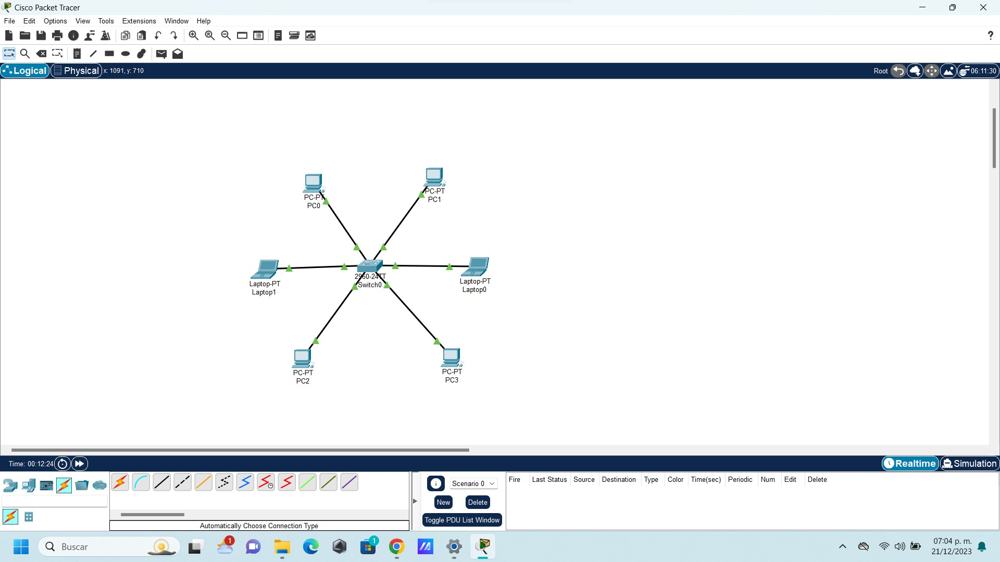 Cisco Packet Tracer
File Edit Options View Tools Extensions Window Help
?
Logical Physical x: 1091, y: 710 Root 06:11:30
PC-PT
PC0
PC-PT
PC1
2960-24TT
Switch0
Laptop-PT
Laptop1
Laptop-PT
Laptop0
PC-PT
PC2
PC-PT
PC3
Time: 00:12:24 Realtime Simulation
Scenario 0
New Delete
Toggle PDU List Window
Fire Last Status Source Destination Type Color Time(sec) Periodic Num Edit Delete
Automatically Choose Connection Type
Buscar 1 1
07:04 p. m.
21/12/2023